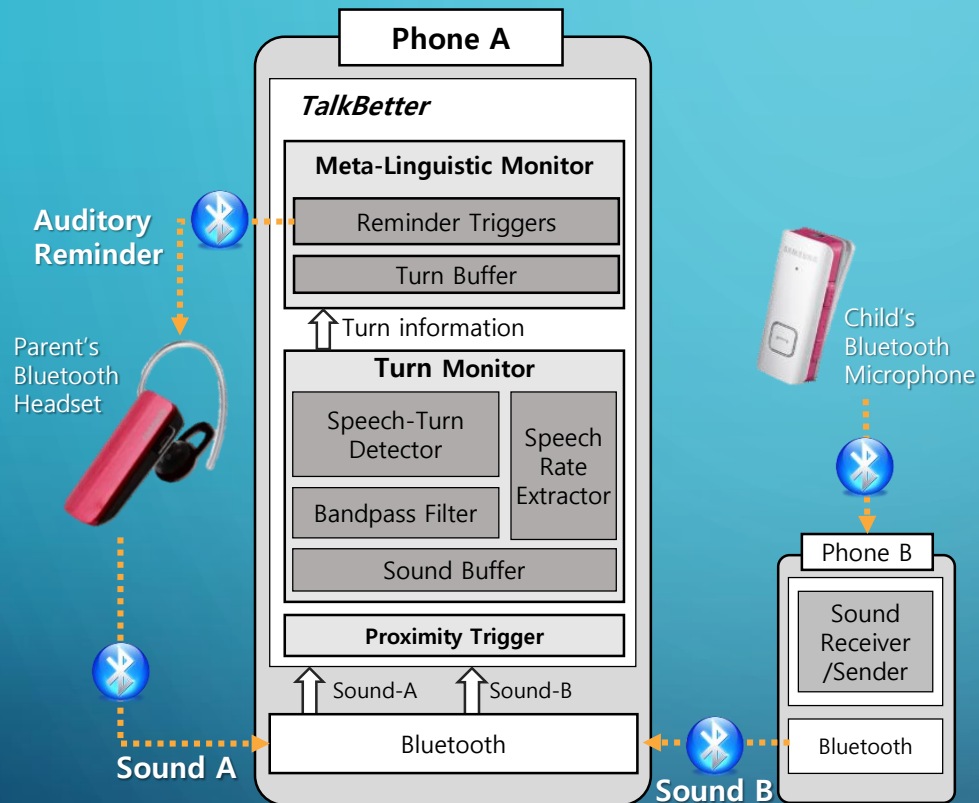 Phone A
TalkBetter
Meta-Linguistic Monitor
Reminder Triggers
Turn Buffer
Auditory
Reminder
Turn information
Parent's
Bluetooth
Headset
Turn Monitor
Speech-Turn
Detector
Speech
Rate
Extractor
Bandpass Filter
Sound Buffer
Proximity Trigger
Sound-A
Sound-B
Bluetooth
Sound A
SAMSUNG
Child's
Bluetooth
Microphone
Phone B
Sound
Receiver
/Sender
Bluetooth
Sound B